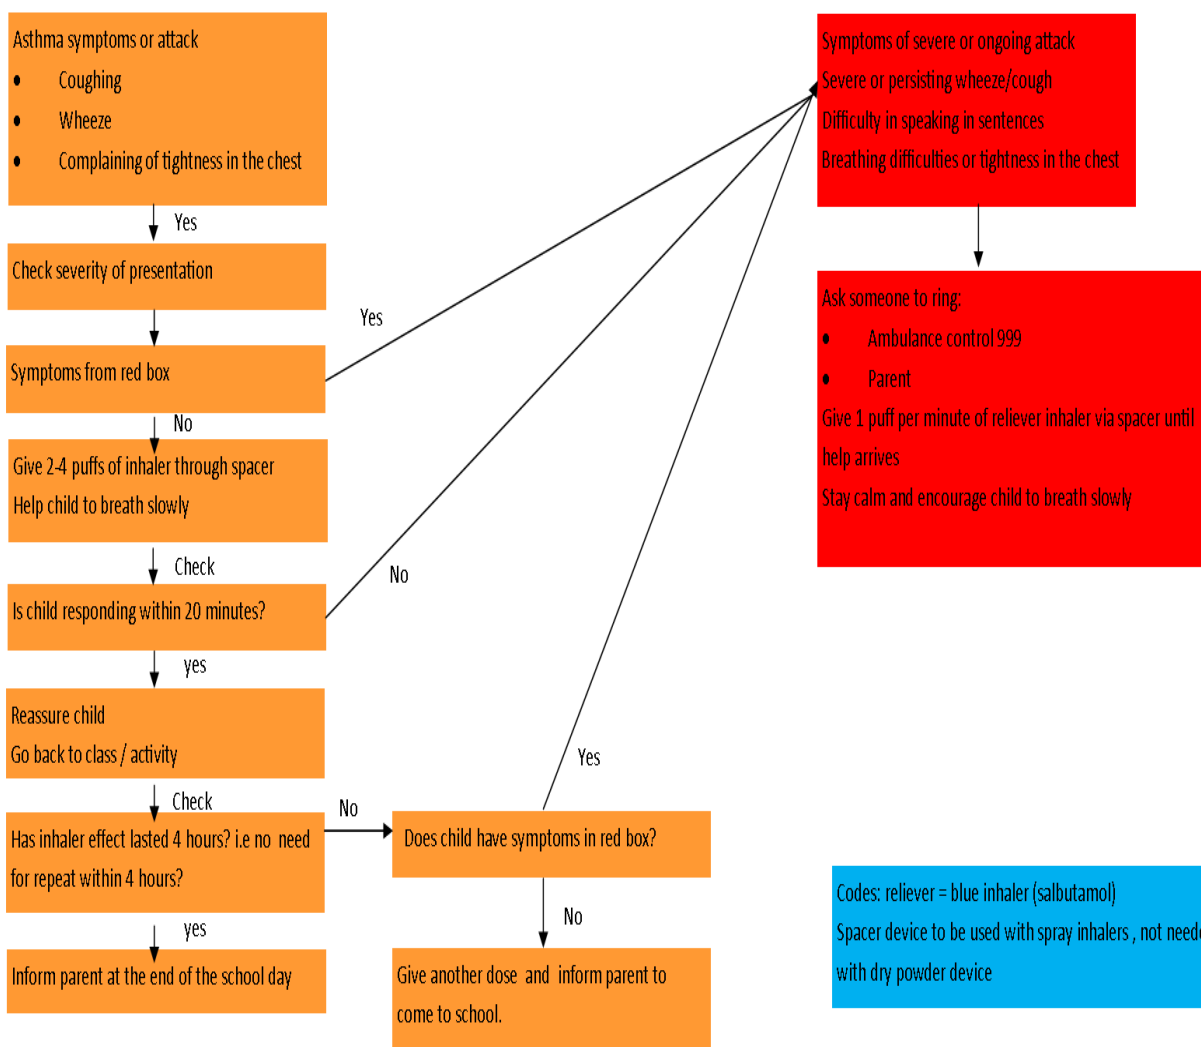 Asthma symptoms or attack
• Coughing
• Wheeze
• Complaining of tightness in the chest
Yes
Check severity of presentation
Symptoms from red box
Yes
No
Give 2-4 puffs of inhaler through spacer
Help child to breath slowly
Check
Is child responding within 20 minutes?
No
yes
Reassure child
Go back to class / activity
Check
Has inhaler effect lasted 4 hours? i.e no need
for repeat within 4 hours?
No
yes
Inform parent at the end of the school day
Does child have symptoms in red box?
Yes
No
Give another dose and inform parent to
come to school.
Symptoms of severe or ongoing attack
Severe or persisting wheeze/cough
Difficulty in speaking in sentences
Breathing difficulties or tightness in the chest
Ask someone to ring:
• Ambulance control 999
• Parent
Give 1 puff per minute of reliever inhaler via spacer until
help arrives
Stay calm and encourage child to breath slowly
Codes: reliever = blue inhaler (salbutamol)
Spacer device to be used with spray inhalers , not neede
with dry powder device